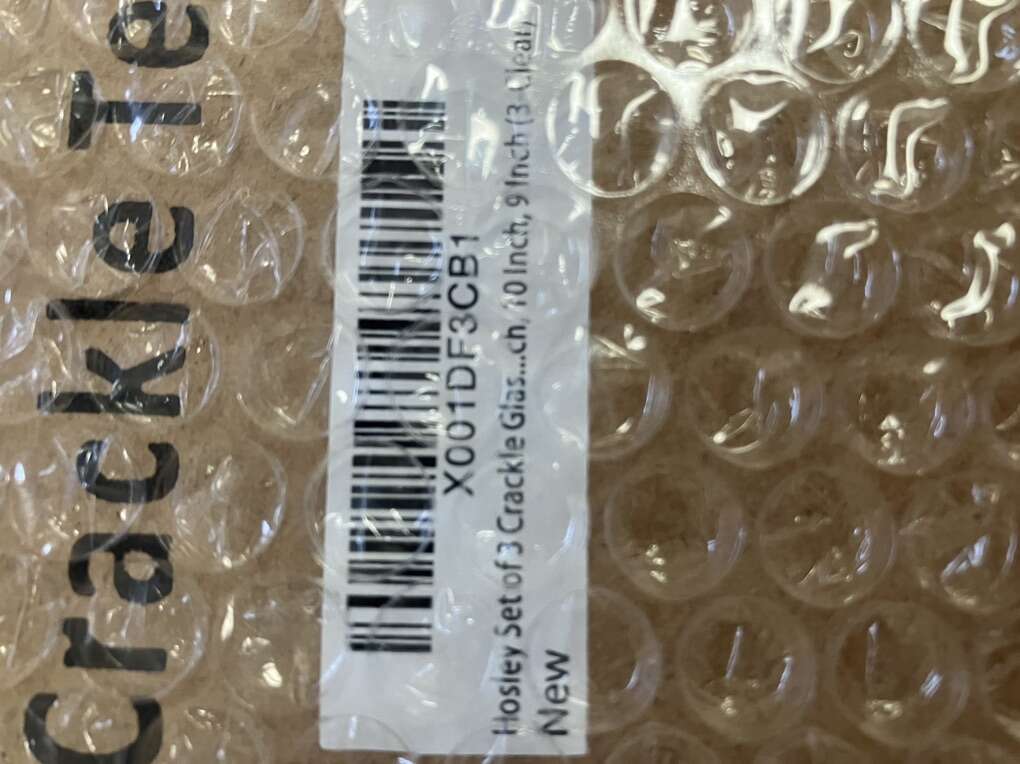 Crackle Te
X001DF3CB1
Hosley Set of 3 Crackle Glas...ch, 10 Inch, 9 Inch (3 Clear)
New